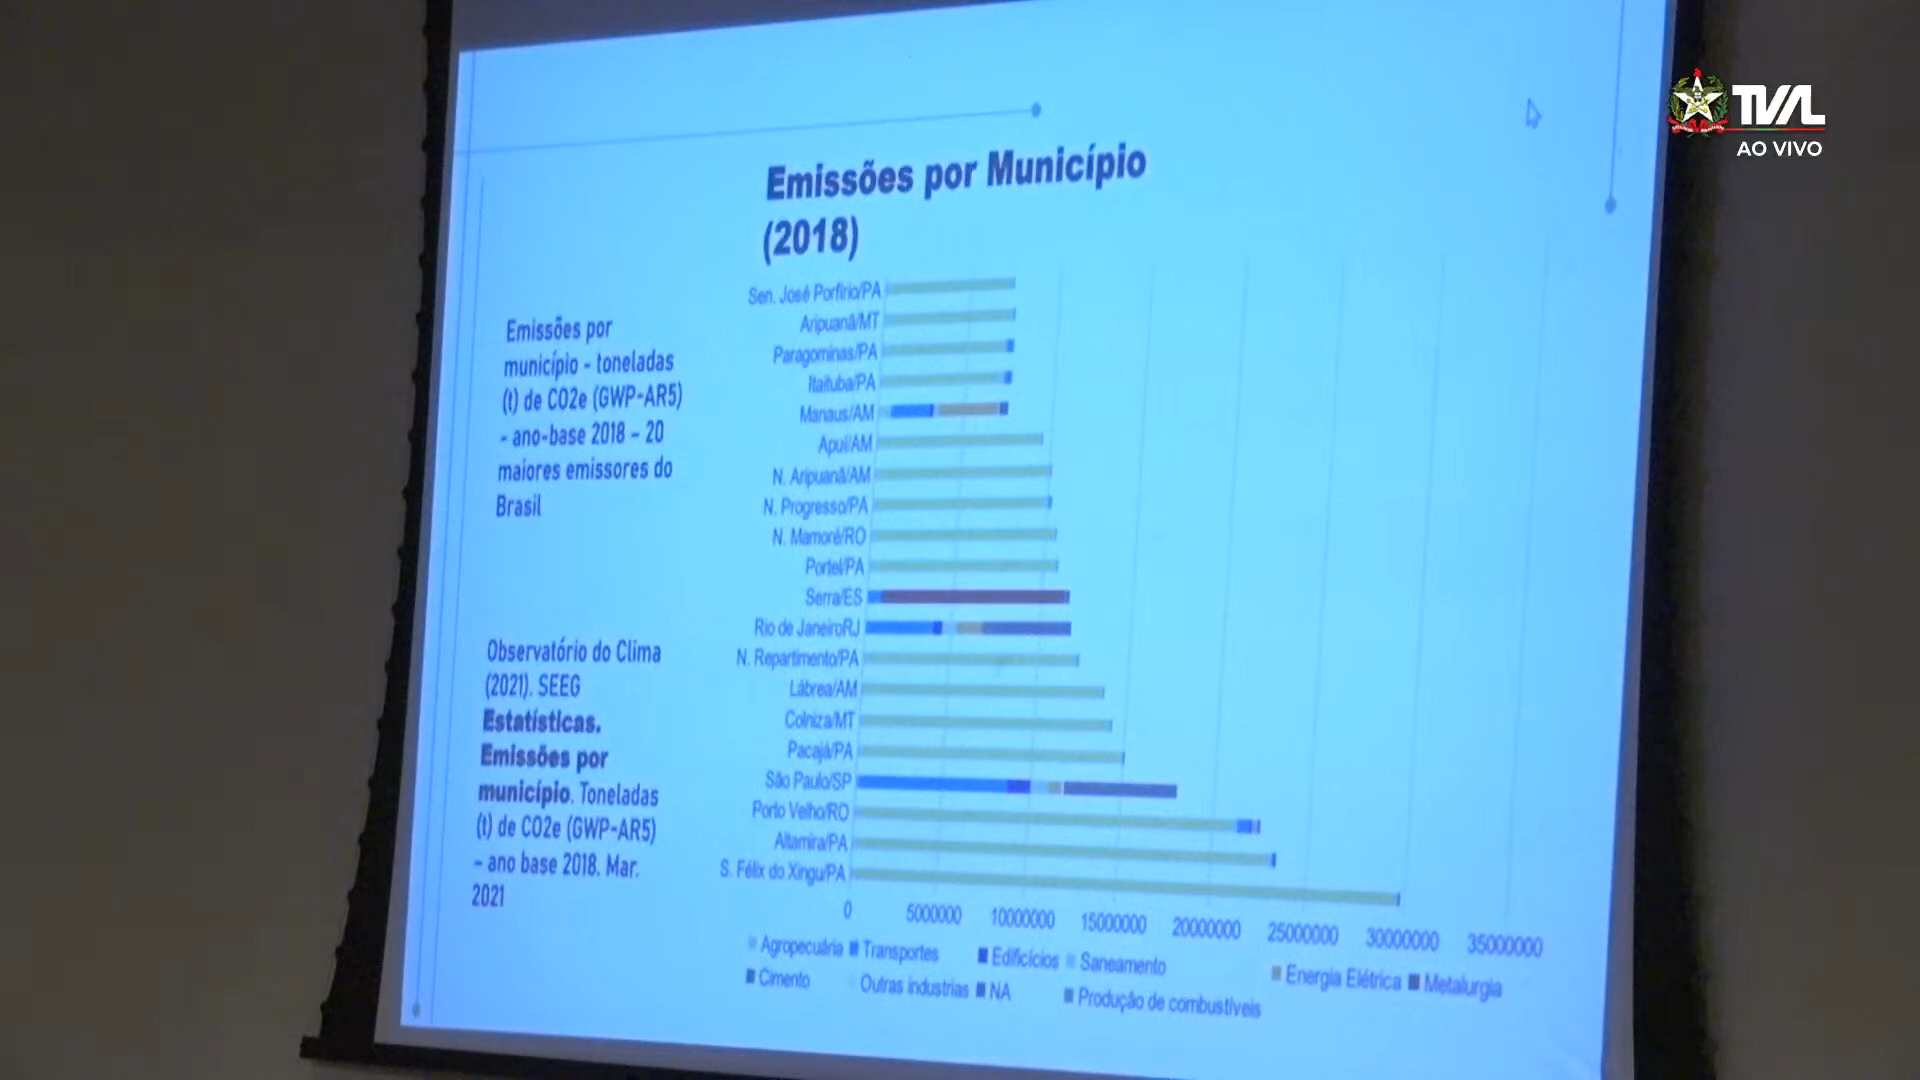 TVAL
AO VIVO
Emissões por Município
(2018)
Emissões por
município - toneladas
(t) de CO2e (GWP-AR5)
- ano-base 2018 – 20
maiores emissores do
Brasil
Observatório do Clima
(2021). SEEG
Estatísticas.
Emissões por
município. Toneladas
(t) de CO2e (GWP-AR5)
– ano base 2018. Mar.
2021
Sen. José Porfírio/PA
Aripuanã/MT
Paragominas/PA
Itaituba/PA
Manaus/AM
Apuí/AM
N. Aripuanã/AM
N. Progresso/PA
N. Mamoré/RO
Portel/PA
Serra/ES
Rio de JaneiroRJ
N. Repartimento/PA
Lábrea/AM
Colniza/MT
Pacajá/PA
São Paulo/SP
Porto Velho/RO
Altamira/PA
S. Félix do Xingu/PA
0 5000000 10000000 15000000 20000000 25000000 30000000 35000000
Agropecuária Transportes Edifícios Saneamento Energia Elétrica Metalurgia
Cimento Outras industrias NA Produção de combustíveis